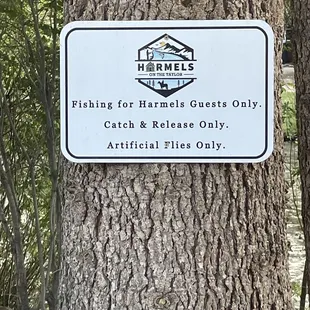 HARMELS
ON THE TAYLOR
Fishing for Harmels Guests Only.
Catch & Release Only.
Artificial Flies Only.